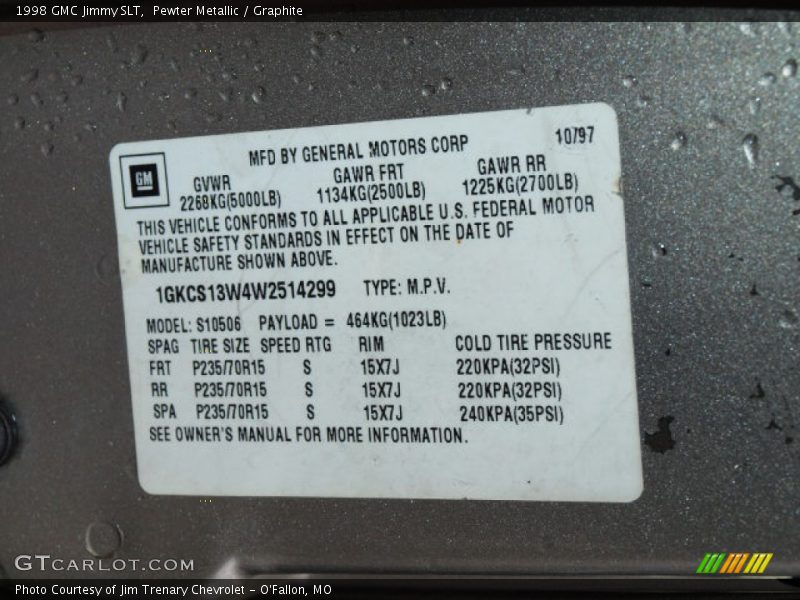 1998 GMC Jimmy SLT, Pewter Metallic / Graphite
MFD BY GENERAL MOTORS CORP 10/97
GM
GVWR GAWR FRT GAWR RR
2268KG(5000LB) 1134KG(2500LB) 1225KG(2700LB)
THIS VEHICLE CONFORMS TO ALL APPLICABLE U.S. FEDERAL MOTOR
VEHICLE SAFETY STANDARDS IN EFFECT ON THE DATE OF
MANUFACTURE SHOWN ABOVE.
1GKCS13W4W2514299 TYPE: M.P.V.
MODEL: S10506 PAYLOAD = 464KG(1023LB)
SPAG TIRE SIZE SPEED RTG RIM COLD TIRE PRESSURE
FRT P235/70R15 S 15X7J 220KPA(32PSI)
RR P235/70R15 S 15X7J 220KPA(32PSI)
SPA P235/70R15 S 15X7J 240KPA(35PSI)
SEE OWNER'S MANUAL FOR MORE INFORMATION.
GTCARLOT.COM
Photo Courtesy of Jim Trenary Chevrolet - O'Fallon, MO